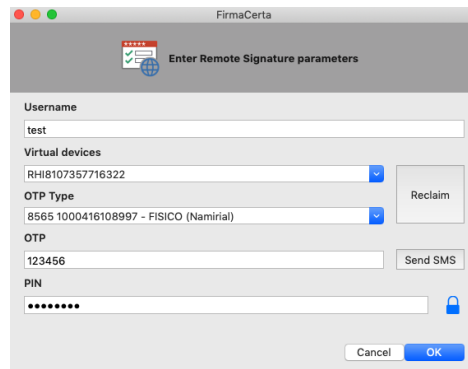 FirmaCerta
Enter Remote Signature parameters
Username
test
Virtual devices
RHI8107357716322
Reclaim
OTP Type
8565 1000416108997 - FISICO (Namirial)
OTP
123456
Send SMS
PIN
••••••••
Cancel
OK